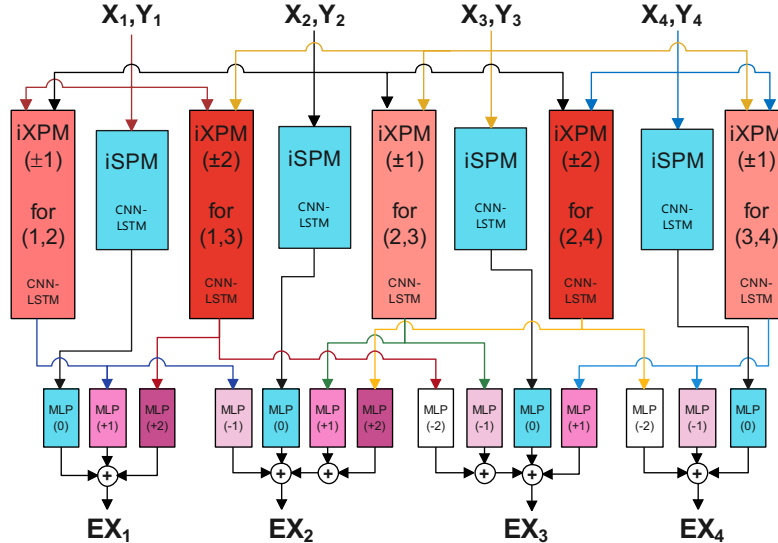 X1,Y1 X2,Y2 X3,Y3 X4,Y4
iXPM
(±1)
for
(1,2)
CNN-
LSTM
iSPM
CNN-
LSTM
iXPM
(±2)
for
(1,3)
CNN-
LSTM
iSPM
CNN-
LSTM
iXPM
(±1)
for
(2,3)
CNN-
LSTM
iSPM
CNN-
LSTM
iXPM
(±2)
for
(2,4)
CNN-
LSTM
iSPM
CNN-
LSTM
iXPM
(±1)
for
(3,4)
CNN-
LSTM
MLP
(0)
MLP
(+1)
MLP
(+2)
MLP
(-1)
MLP
(0)
MLP
(+1)
MLP
(+2)
MLP
(-2)
MLP
(-1)
MLP
(0)
MLP
(+1)
MLP
(-2)
MLP
(-1)
MLP
(0)
+ + + + + +
EX1 EX2 EX3 EX4